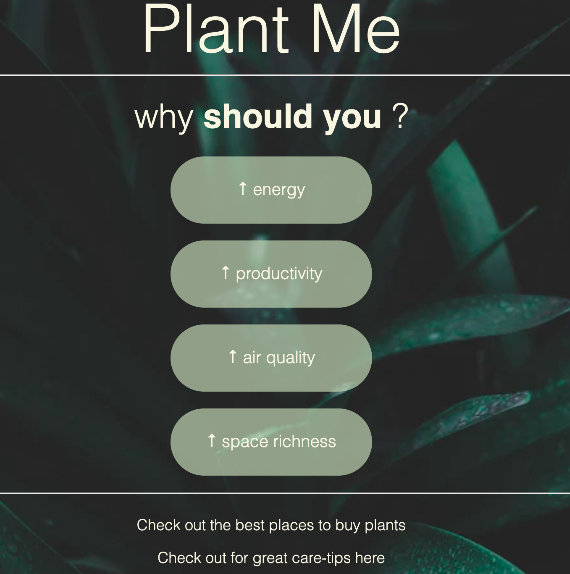 Plant Me
why should you ?
↑ energy
↑ productivity
↑ air quality
↑ space richness
Check out the best places to buy plants
Check out for great care-tips here